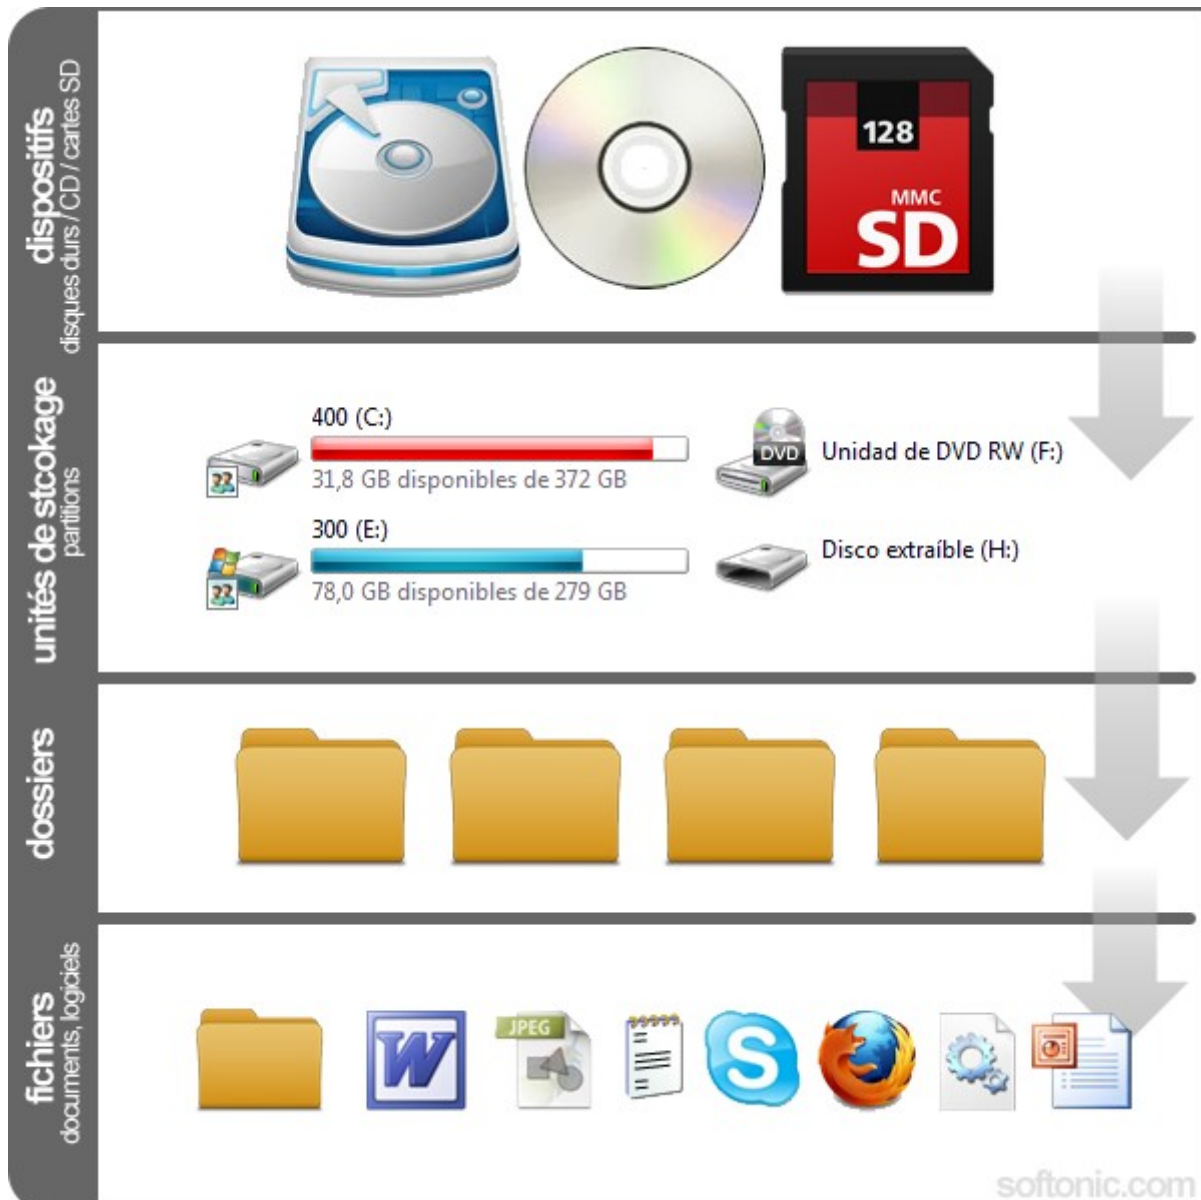 dispositifs
disques durs / CD / cartes SD
128
MMC
SD
unités de stcokage
partitions
400 (C:)
31,8 GB disponibles de 372 GB
300 (E:)
78,0 GB disponibles de 279 GB
DVD
Unidad de DVD RW (F:)
Disco extraíble (H:)
dossiers
fichiers
documents, logiciels
W
JPEG
S
softonic.com